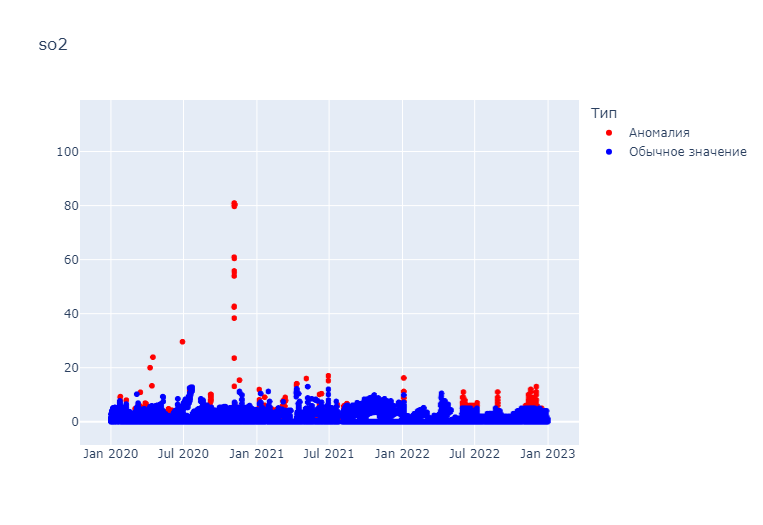 so2
Тип
Аномалия
Обычное значение
100
80
60
40
20
0
Jan 2020
Jul 2020
Jan 2021
Jul 2021
Jan 2022
Jul 2022
Jan 2023